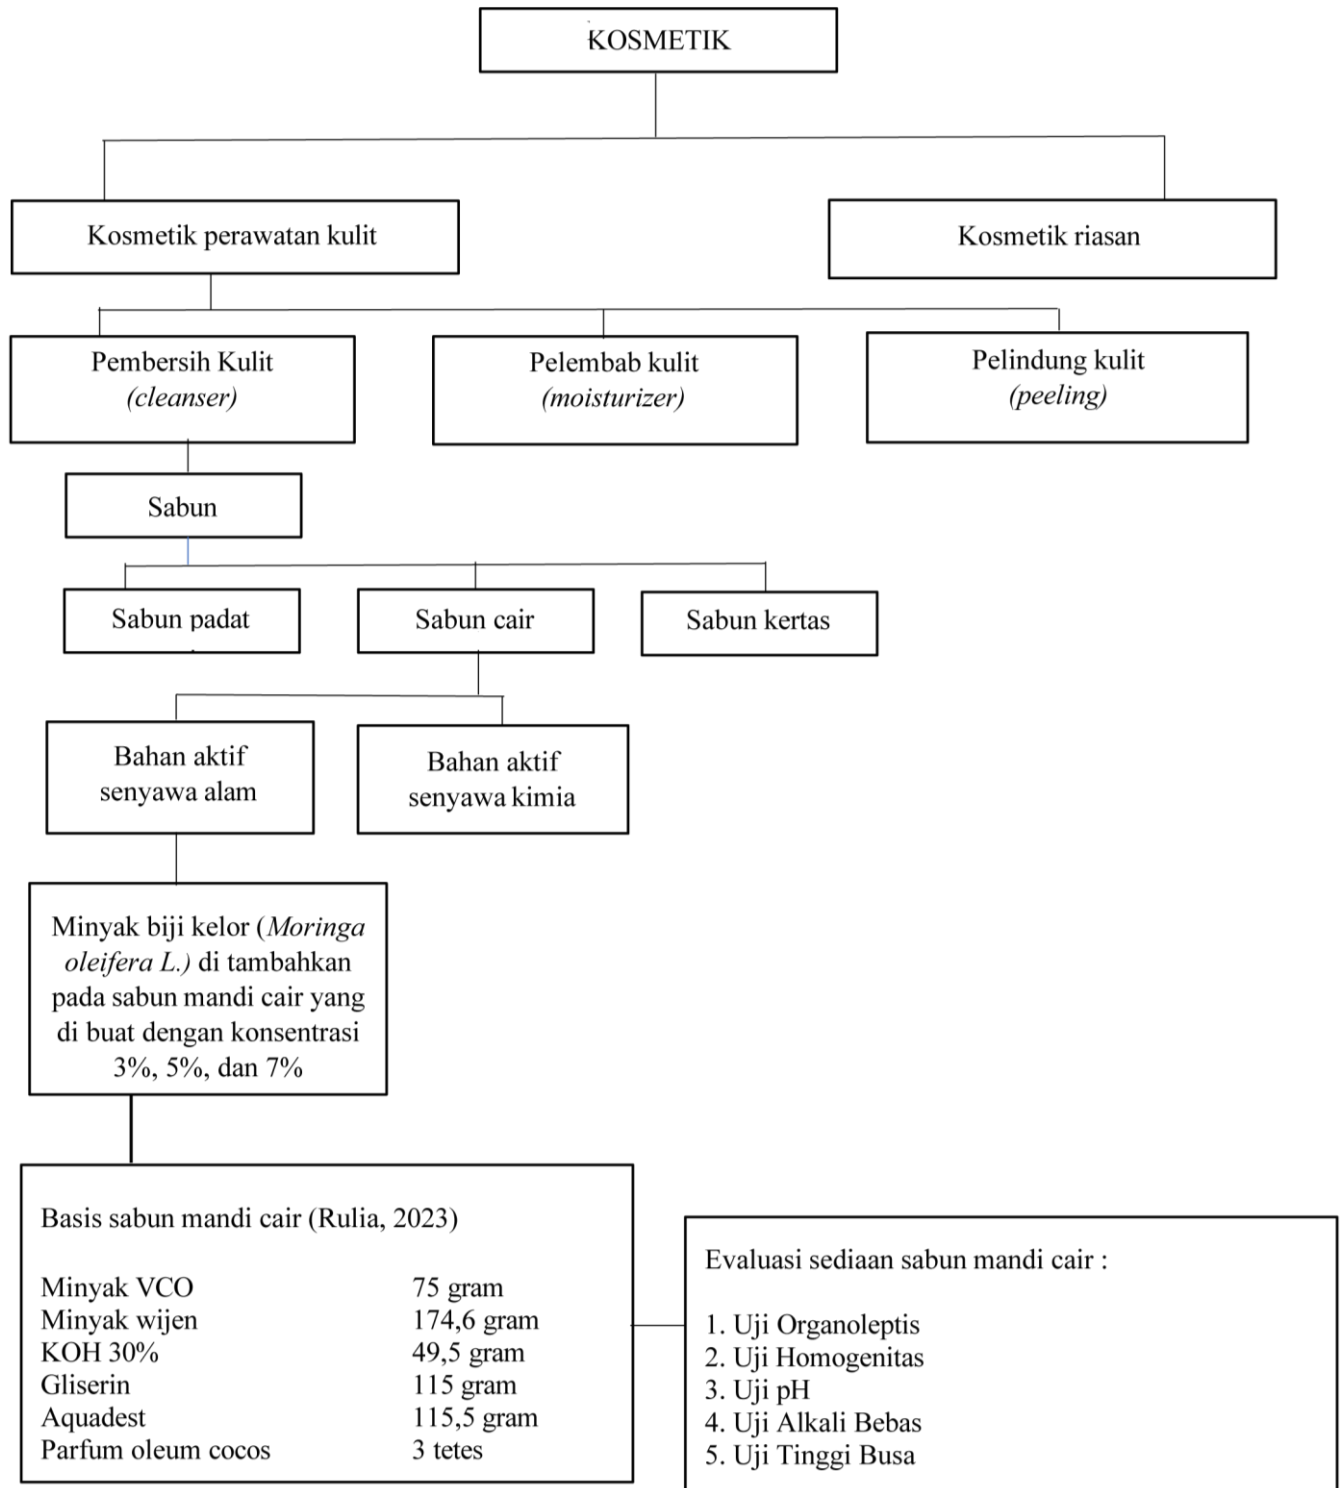 KOSMETIK
Kosmetik perawatan kulit
Kosmetik riasan
Pembersih Kulit
(cleanser)
Pelembab kulit
(moisturizer)
Pelindung kulit
(peeling)
Sabun
Sabun padat
Sabun cair
Sabun kertas
Bahan aktif
senyawa alam
Bahan aktif
senyawa kimia
Minyak biji kelor (Moringa
oleifera L.) di tambahkan
pada sabun mandi cair yang
di buat dengan konsentrasi
3%, 5%, dan 7%
Basis sabun mandi cair (Rulia, 2023)
Minyak VCO 75 gram
Minyak wijen 174,6 gram
KOH 30% 49,5 gram
Gliserin 115 gram
Aquadest 115,5 gram
Parfum oleum cocos 3 tetes
Evaluasi sediaan sabun mandi cair :
1. Uji Organoleptis
2. Uji Homogenitas
3. Uji pH
4. Uji Alkali Bebas
5. Uji Tinggi Busa